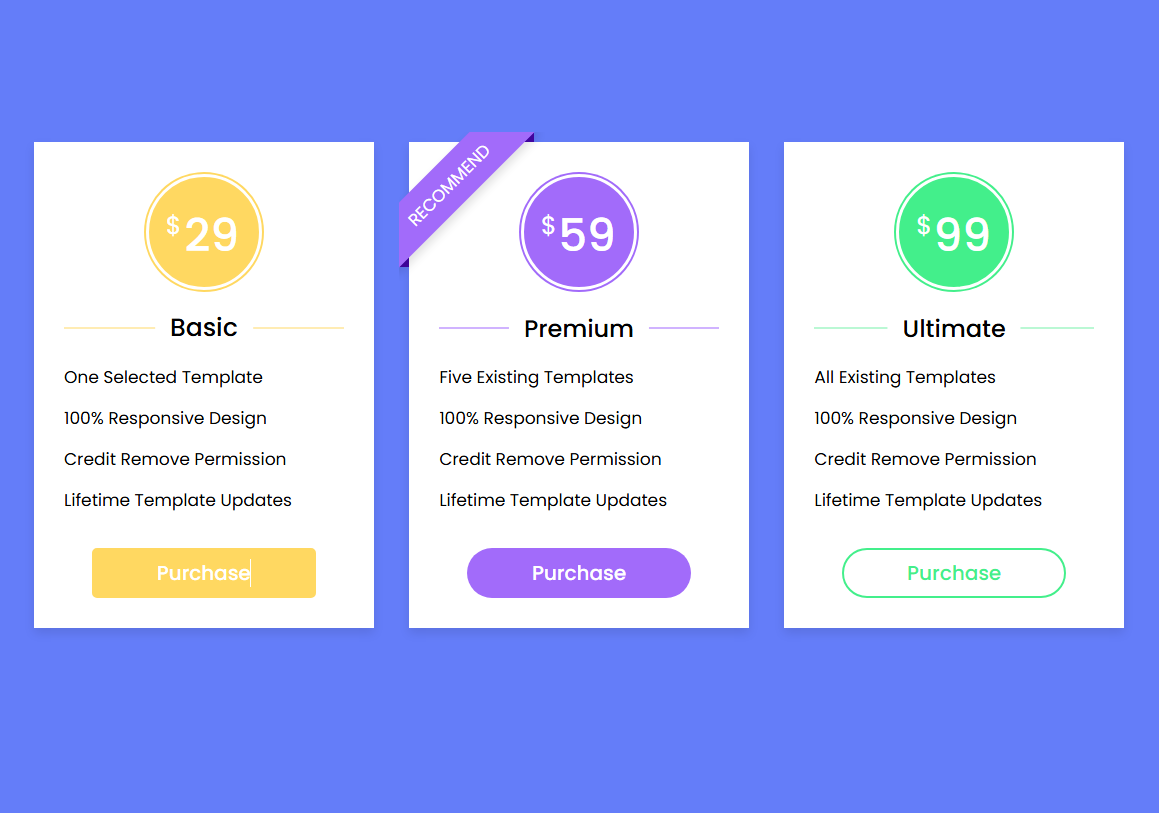 $29
Basic
One Selected Template
100% Responsive Design
Credit Remove Permission
Lifetime Template Updates
Purchase
RECOMMEND
$59
Premium
Five Existing Templates
100% Responsive Design
Credit Remove Permission
Lifetime Template Updates
Purchase
$99
Ultimate
All Existing Templates
100% Responsive Design
Credit Remove Permission
Lifetime Template Updates
Purchase